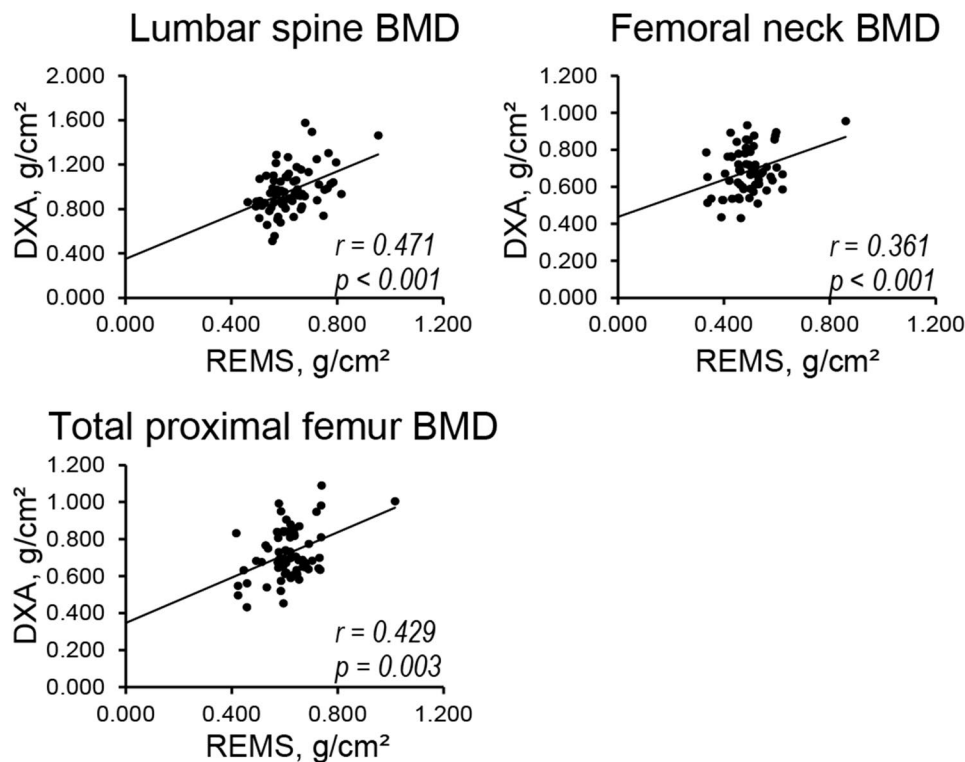 Lumbar spine BMD
DXA, g/cm²
2.000
1.600
1.200
0.800
0.400
0.000
r = 0.471
p < 0.001
0.000 0.400 0.800 1.200
REMS, g/cm²
Femoral neck BMD
DXA, g/cm²
1.200
1.000
0.800
0.600
0.400
0.200
0.000
r = 0.361
p < 0.001
0.000 0.400 0.800 1.200
REMS, g/cm²
Total proximal femur BMD
DXA, g/cm²
1.200
1.000
0.800
0.600
0.400
0.200
0.000
r = 0.429
p = 0.003
0.000 0.400 0.800 1.200
REMS, g/cm²